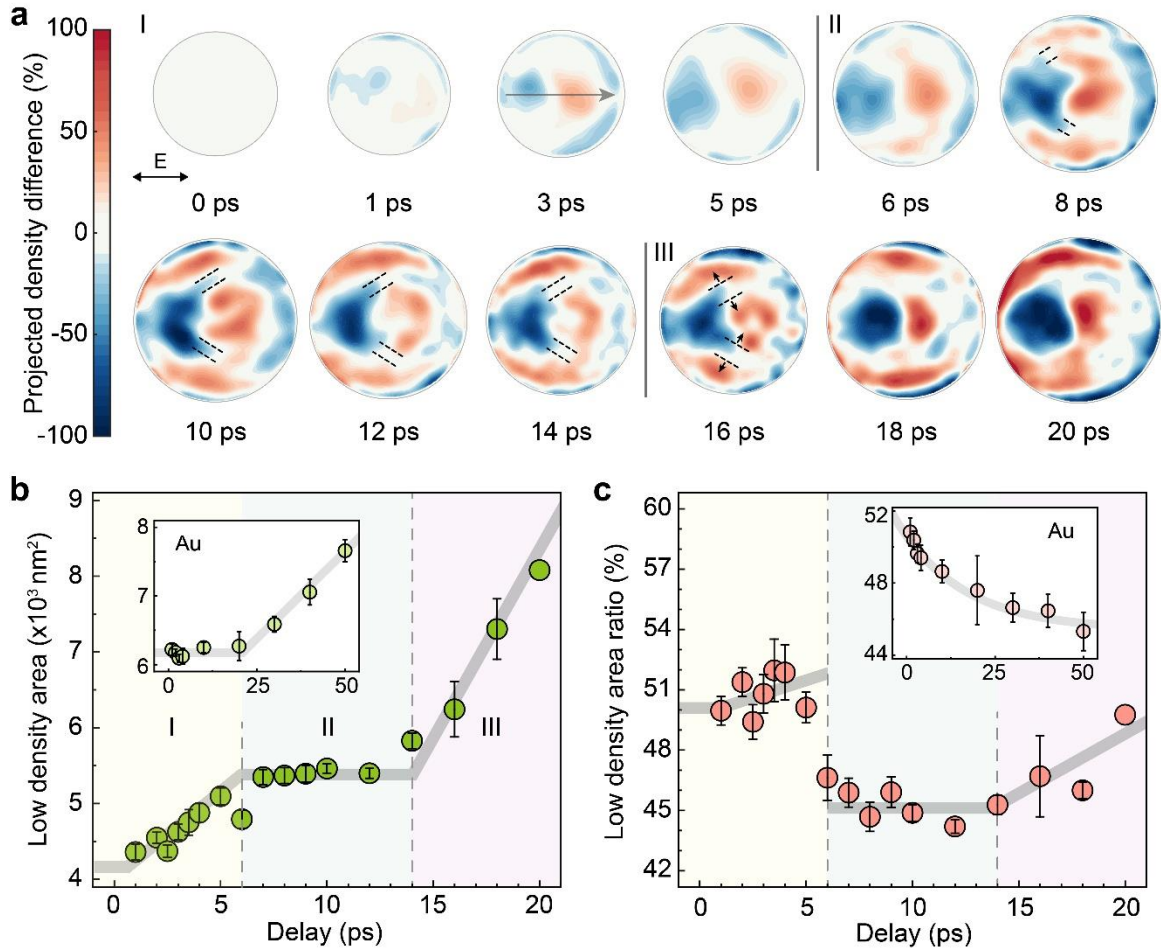 a
Projected density difference (%)
100
50
0
-50
-100
I
II
E
0 ps
1 ps
3 ps
5 ps
6 ps
8 ps
III
10 ps
12 ps
14 ps
16 ps
18 ps
20 ps
b
Low density area (x10³ nm²)
9
8
7
6
5
4
Au
8
7
6
0
25
50
I
II
III
0
5
10
15
20
Delay (ps)
c
Low density area ratio (%)
60
57
54
51
48
45
42
Au
52
48
44
0
25
50
0
5
10
15
20
Delay (ps)